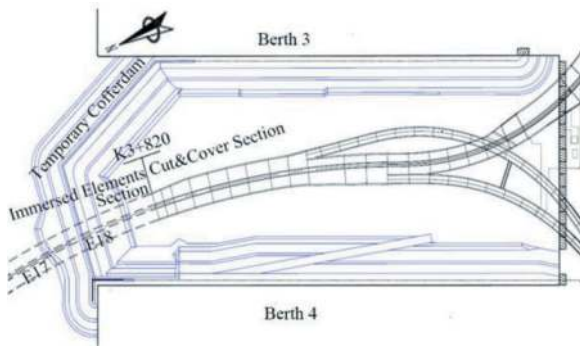 Berth 3
Temporary Cofferdam
K3+820
Immersed Elements Cut&Cover Section
Section
E18
E17
Berth 4